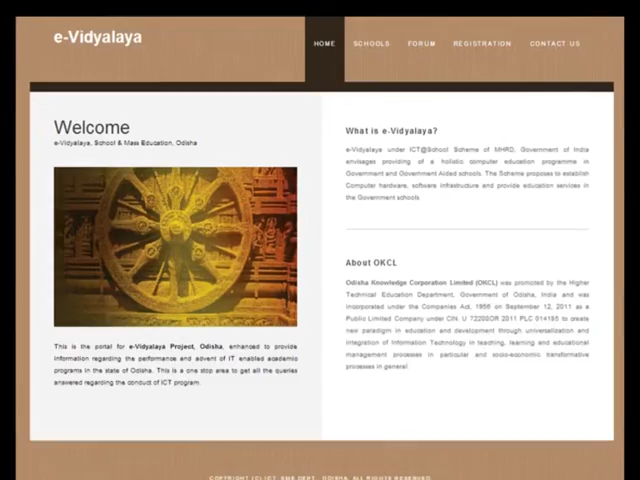 e-Vidyalaya
HOME SCHOOLS FORUM REGISTRATION CONTACT US
Welcome
e-Vidyalaya, School & Mass Education, Odisha
This is the portal for e-Vidyalaya Project, Odisha, enhanced to provide
information regarding the performance and advent of IT enabled academic
programs in the state of Odisha. This is a one stop area to get all the queries
answered regarding the conduct of ICT program.
What is e-Vidyalaya?
e-Vidyalaya under ICT@School Scheme of MHRD, Government of India
envisages providing of a holistic computer education programme in
Government and Government Aided schools. The Scheme proposes to establish
Computer hardware, software infrastructure and provide education services in
the Government schools
About OKCL
Odisha Knowledge Corporation Limited (OKCL) was promoted by the Higher
Technical Education Department, Government of Odisha, India and was
incorporated under the Companies Act, 1956 on September 12, 2011 as a
Public Limited Company under CIN. U 72200OR 2011 PLC 014185 to create
new paradigm in education and development through universalization and
integration of Information Technology in teaching, learning and educational
management processes in particular and socio-economic transformative
processes in general.
COPYRIGHT (C) ICT, SME DEPT., ODISHA. ALL RIGHTS RESERVED.